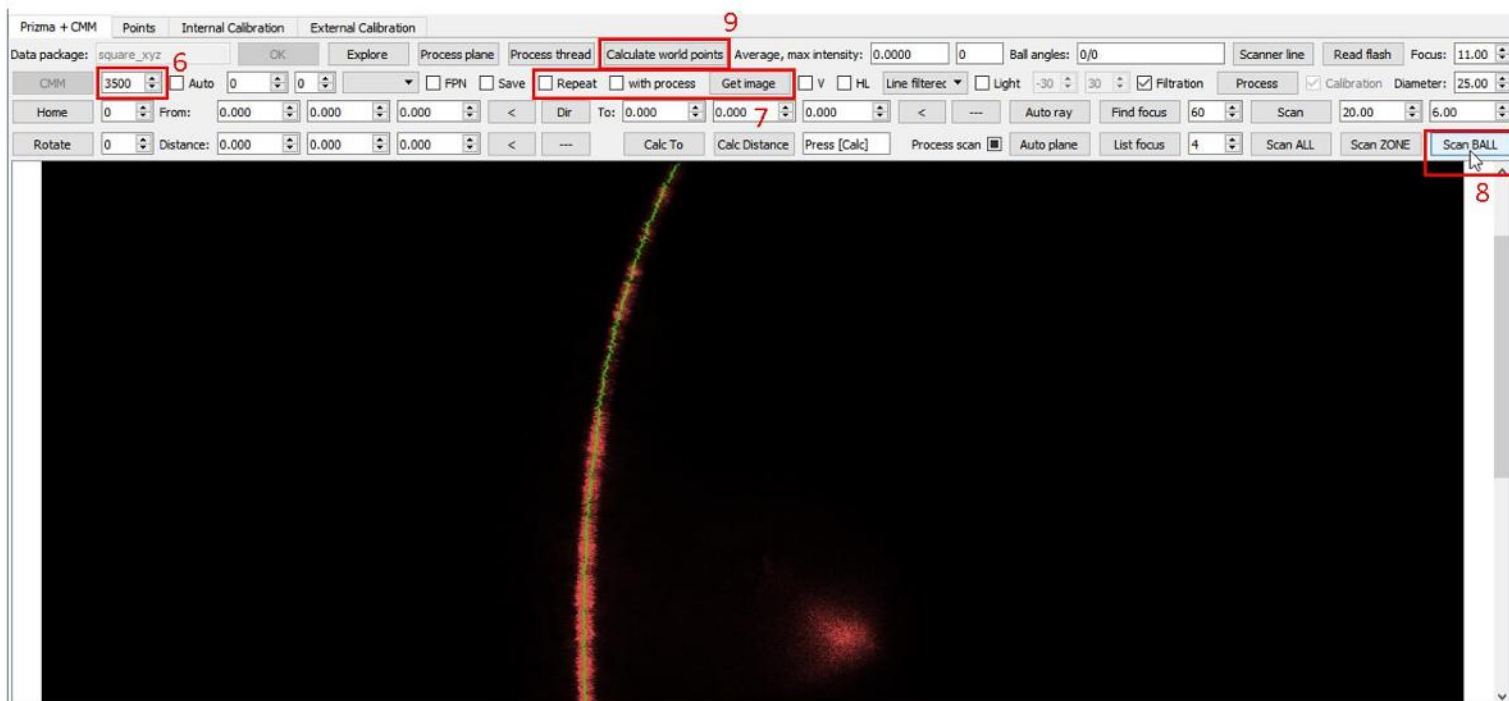 Prizma + CMM Points Internal Calibration External Calibration 9
Data package: square_xyz OK Explore Process plane Process thread Calculate world points Average, max intensity: 0.0000 0 Ball angles: 0/0 Scanner line Read flash Focus: 11.00
6
CMM 3500 Auto 0 0 FPN Save Repeat with process Get image V HL Line filterec Light -30 30 Filtration Process Calibration Diameter: 25.00
Home 0 From: 0.000 0.000 0.000 < Dir To: 0.000 0.000 7 0.000 < --- Auto ray Find focus 60 Scan 20.00 6.00
Rotate 0 Distance: 0.000 0.000 0.000 < --- Calc To Calc Distance Press [Calc] Process scan Auto plane List focus 4 Scan ALL Scan ZONE Scan BALL
8